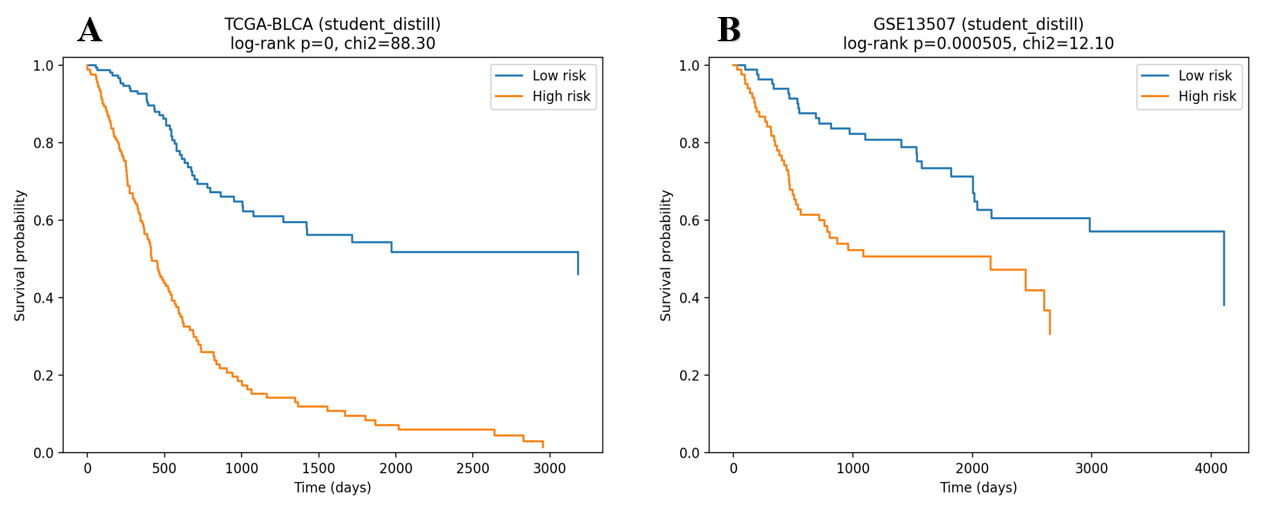 A
TCGA-BLCA (student_distill)
log-rank p=0, chi2=88.30
Low risk
High risk
1.0
0.8
0.6
0.4
0.2
0.0
Survival probability
0 500 1000 1500 2000 2500 3000
Time (days)
B
GSE13507 (student_distill)
log-rank p=0.000505, chi2=12.10
Low risk
High risk
1.0
0.8
0.6
0.4
0.2
0.0
Survival probability
0 1000 2000 3000 4000
Time (days)